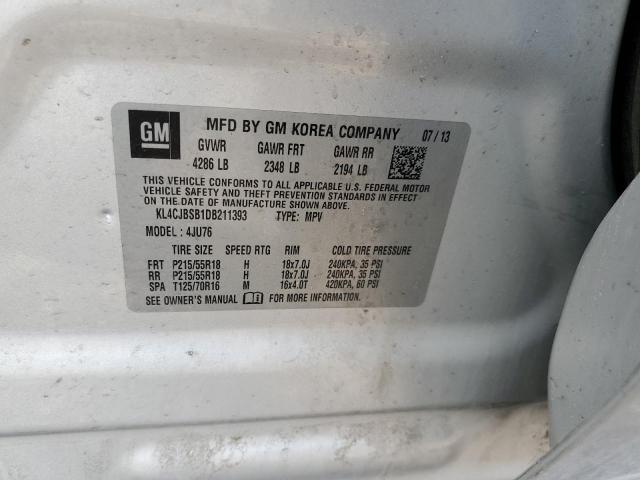 GM MFD BY GM KOREA COMPANY 07/13
GVWR GAWR FRT GAWR RR
4286 LB 2348 LB 2194 LB
THIS VEHICLE CONFORMS TO ALL APPLICABLE U.S. FEDERAL MOTOR
VEHICLE SAFETY AND THEFT PREVENTION STANDARDS IN EFFECT
ON THE DATE OF MANUFACTURE SHOWN ABOVE.
KL4CJBSB1DB211393 TYPE: MPV
MODEL: 4JU76
TIRE SIZE SPEED RTG RIM COLD TIRE PRESSURE
FRT P215/55R18 H 18x7.0J 240KPA, 35 PSI
RR P215/55R18 H 18x7.0J 240KPA, 35 PSI
SPA T125/70R16 M 16x4.0T 420KPA, 60 PSI
SEE OWNER'S MANUAL FOR MORE INFORMATION.